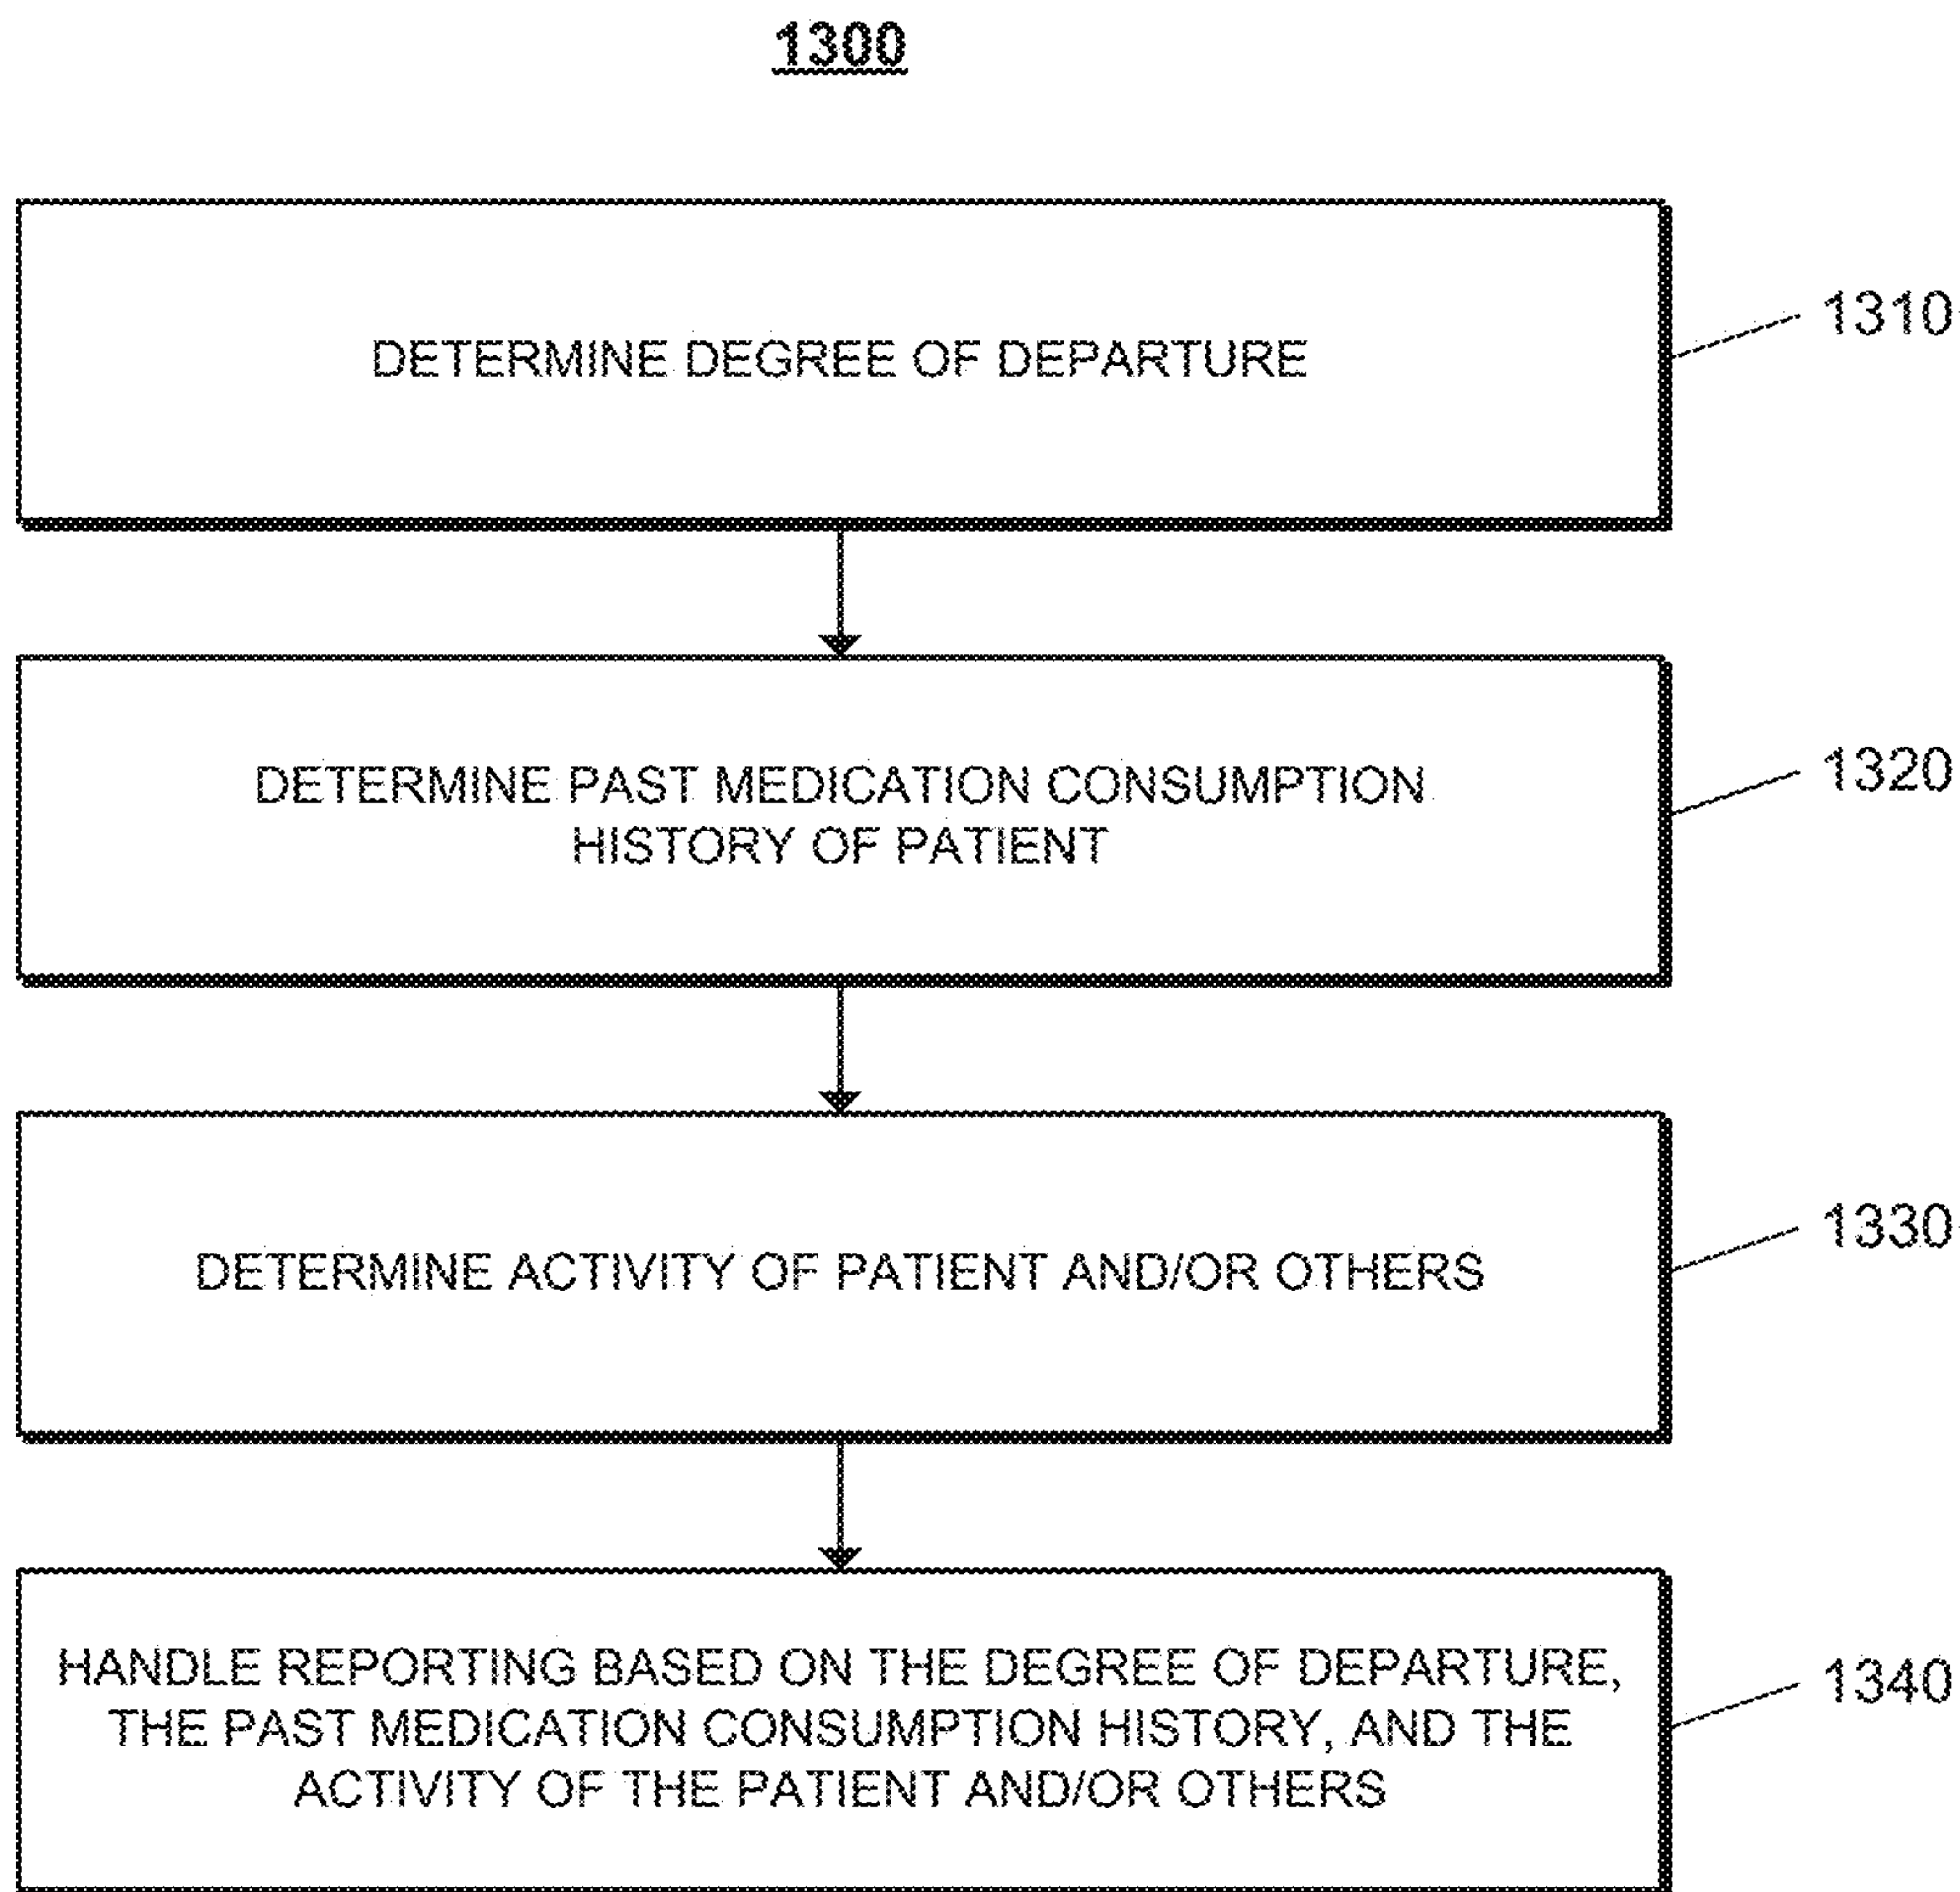 1300
DETERMINE DEGREE OF DEPARTURE
1310
DETERMINE PAST MEDICATION CONSUMPTION
HISTORY OF PATIENT
1320
DETERMINE ACTIVITY OF PATIENT AND/OR OTHERS
1330
HANDLE REPORTING BASED ON THE DEGREE OF DEPARTURE,
THE PAST MEDICATION CONSUMPTION HISTORY, AND THE
ACTIVITY OF THE PATIENT AND/OR OTHERS
1340